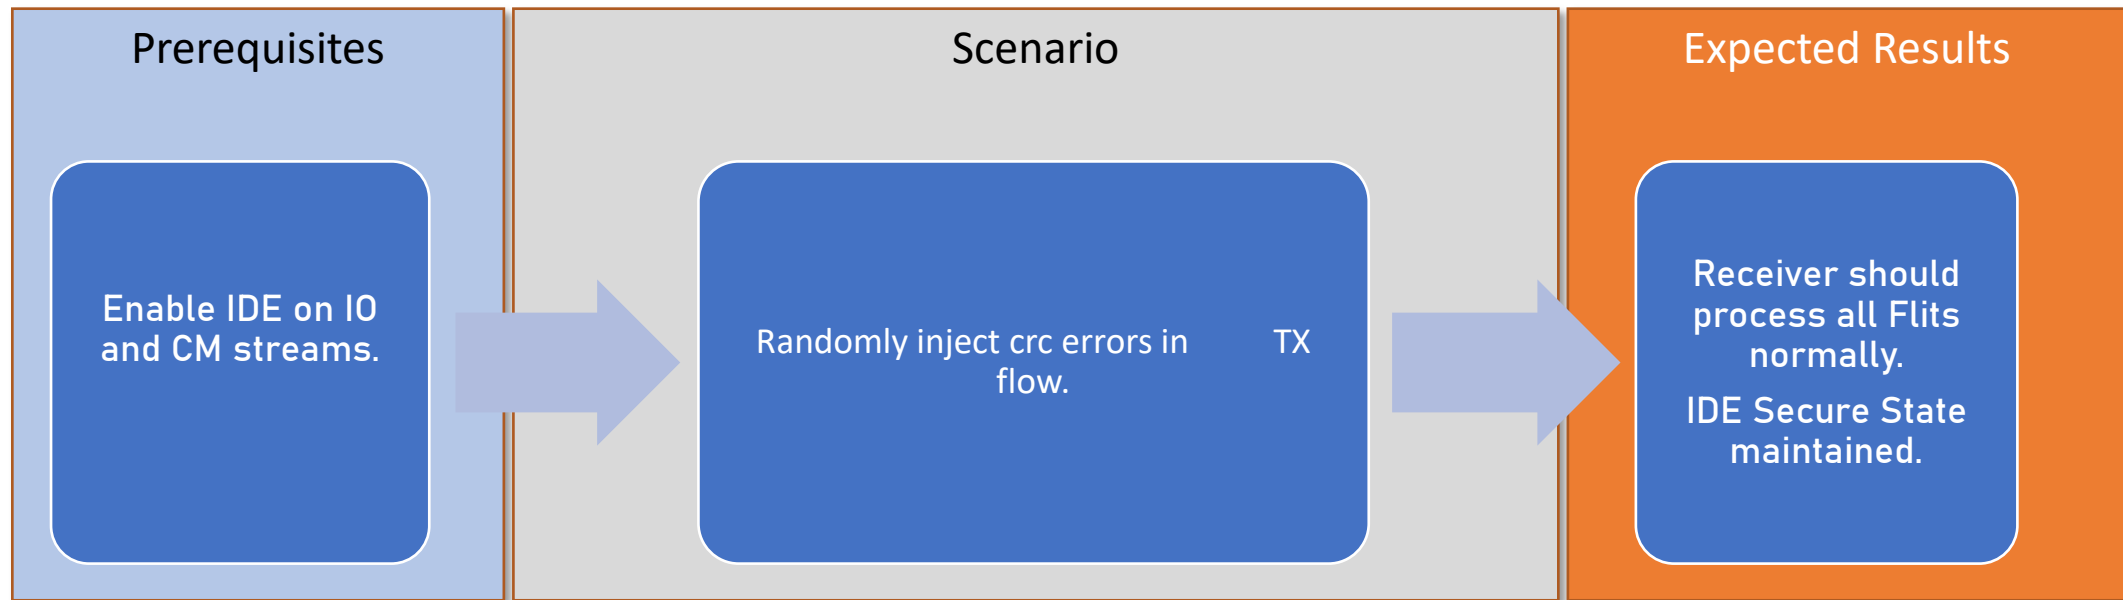 Prerequisites
Enable IDE on IO
and CM streams.
Scenario
Randomly inject crc errors in TX
flow.
Expected Results
Receiver should
process all Flits
normally.
IDE Secure State
maintained.